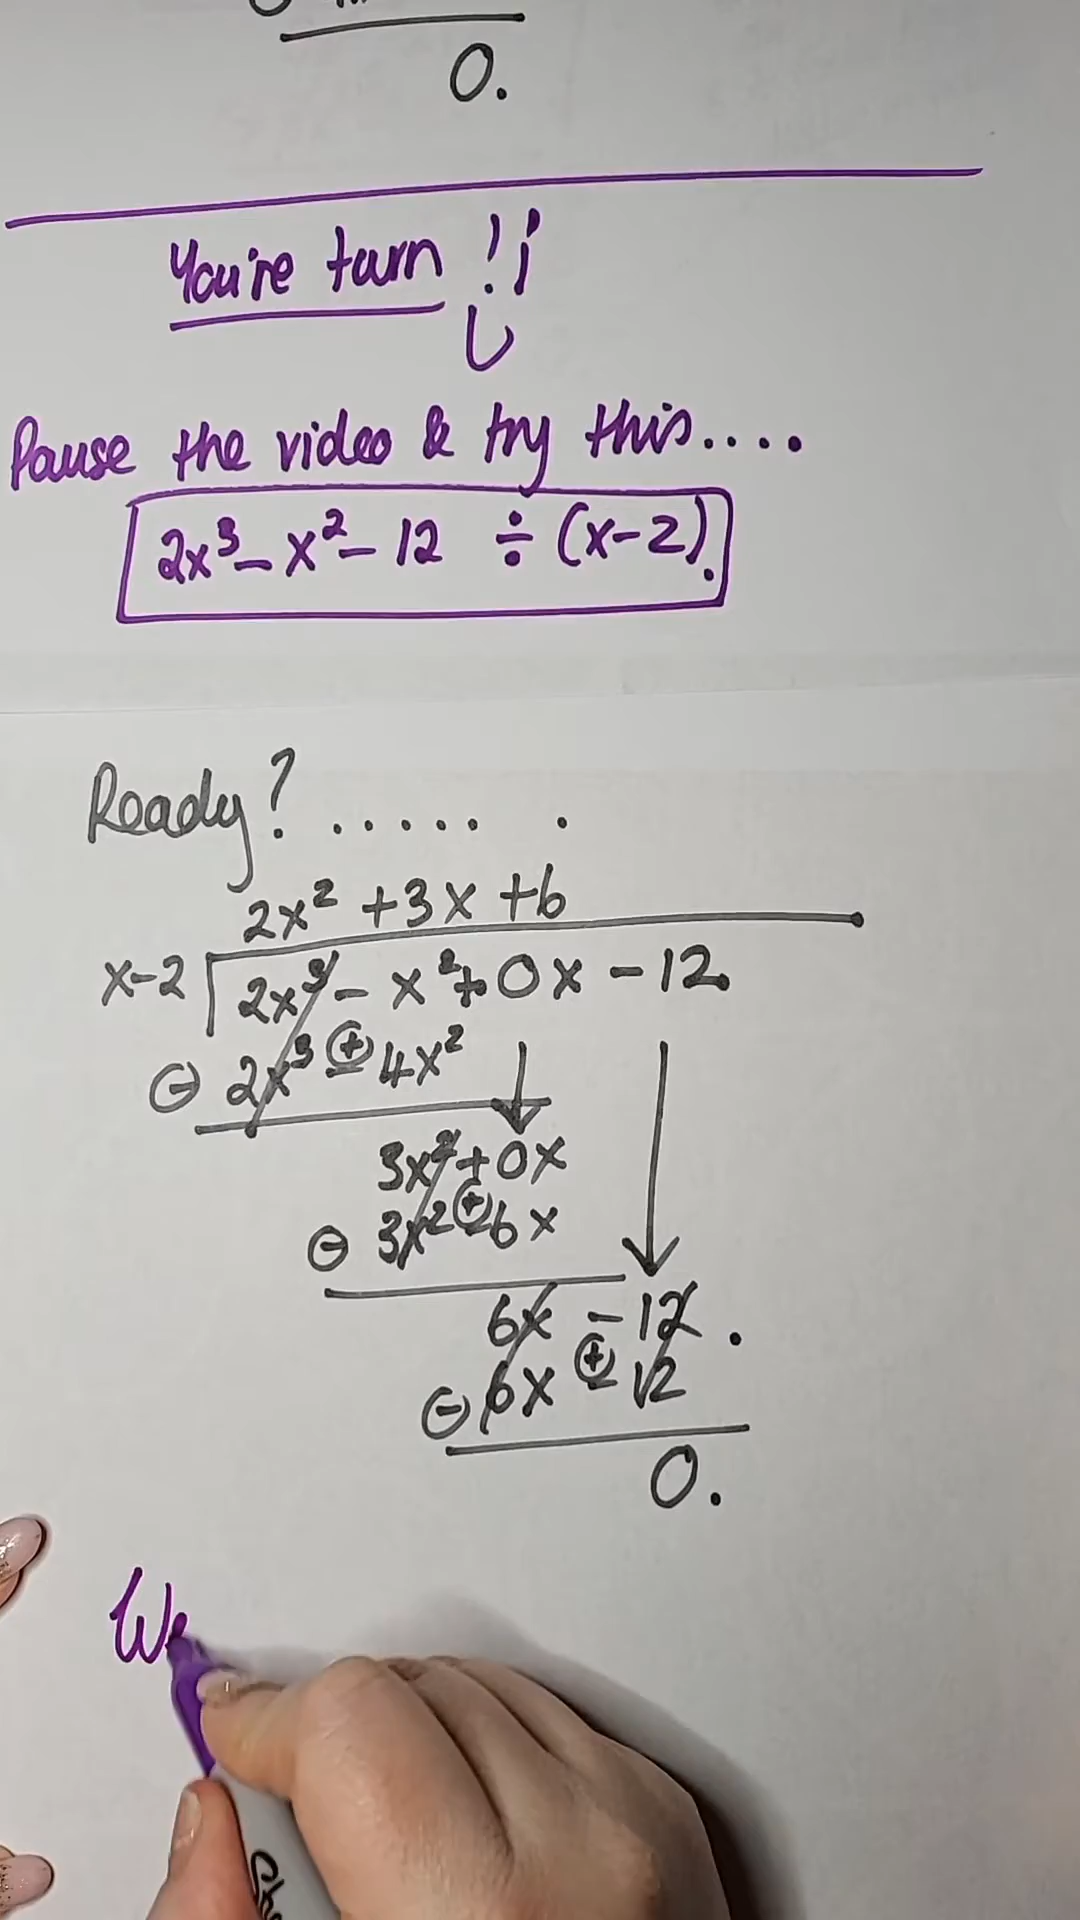 0.
You're turn !!
Pause the video & try this....
2x³ - x² - 12 ÷ (x-2).
Ready? ...... .
2x² + 3x + 6
x-2 2x³ - x² + 0x - 12
⊖ 2x³ ⊕ 4x²
3x² + 0x
⊖ 3x² ⊕ 6x
6x - 12.
⊖ 6x ⊕ 12
0.
We